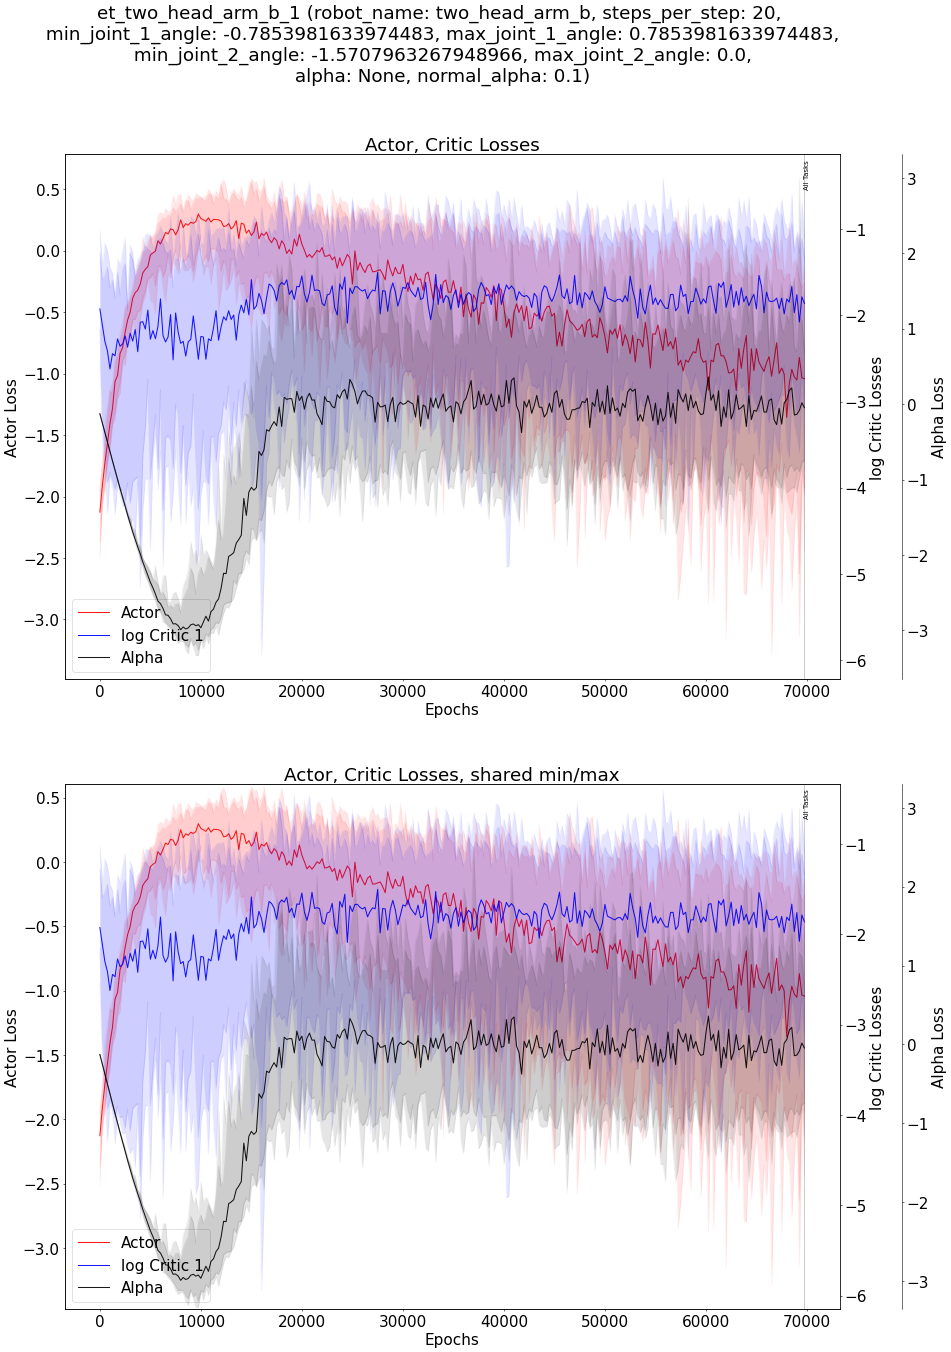 et_two_head_arm_b_1 (robot_name: two_head_arm_b, steps_per_step: 20,
min_joint_1_angle: -0.7853981633974483, max_joint_1_angle: 0.7853981633974483,
min_joint_2_angle: -1.5707963267948966, max_joint_2_angle: 0.0,
alpha: None, normal_alpha: 0.1)
Actor, Critic Losses
All Tasks
0.5
0.0
−0.5
−1.0
−1.5
−2.0
−2.5
−3.0
Actor Loss
−1
−2
−3
−4
−5
−6
log Critic Losses
3
2
1
0
−1
−2
−3
Alpha Loss
Actor
log Critic 1
Alpha
0
10000
20000
30000
40000
50000
60000
70000
Epochs
Actor, Critic Losses, shared min/max
All Tasks
0.5
0.0
−0.5
−1.0
−1.5
−2.0
−2.5
−3.0
Actor Loss
−1
−2
−3
−4
−5
−6
log Critic Losses
3
2
1
0
−1
−2
−3
Alpha Loss
Actor
log Critic 1
Alpha
0
10000
20000
30000
40000
50000
60000
70000
Epochs